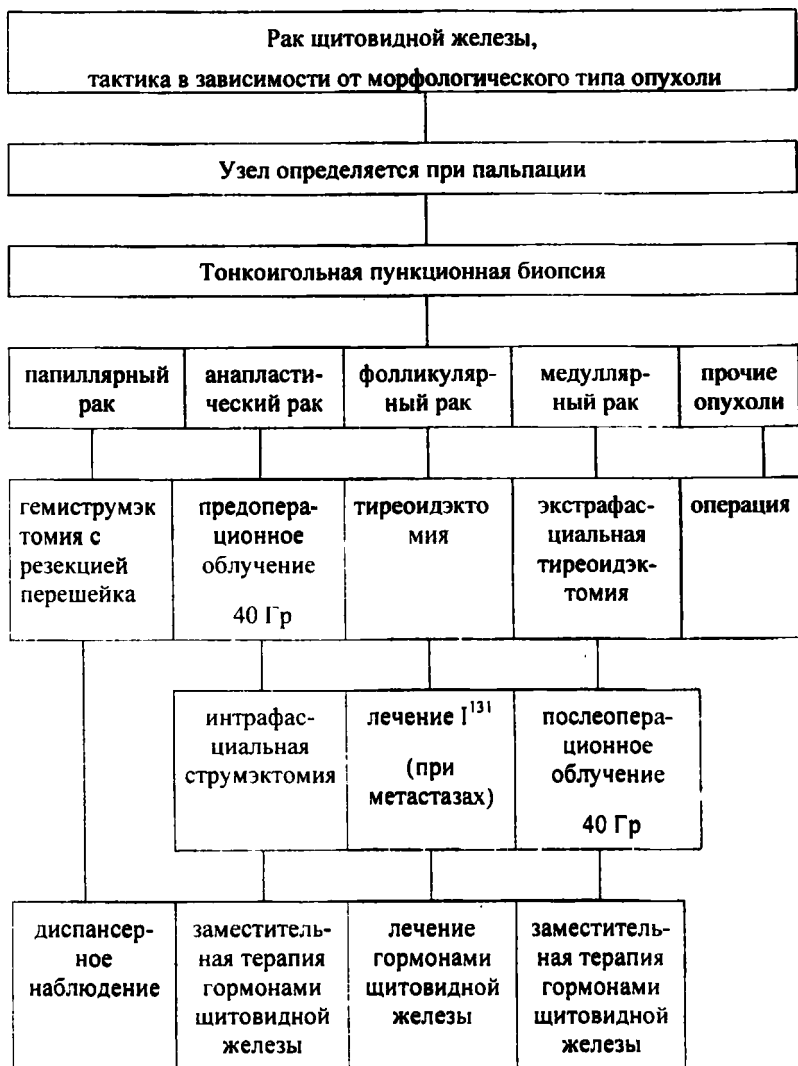 Рак щитовидной железы,
тактика в зависимости от морфологического типа опухоли
Узел определяется при пальпации
Тонкоигольная пункционная биопсия
папиллярный
рак
анапласти-
ческий рак
фолликуляр-
ный рак
медулляр-
ный рак
прочие
опухоли
гемиструмэк
томия с
резекцией
перешейка
предопера-
ционное
облучение
40 Гр
тиреоидэкто
мия
экстрафас-
циальная
тиреоидэк-
томия
операция
интрафас-
циальная
струмэктомия
лечение I¹³¹
(при
метастазах)
послеопера-
ционное
облучение
40 Гр
диспансер-
ное
наблюдение
заместитель-
ная терапия
гормонами
щитовидной
железы
лечение
гормонами
щитовидной
железы
заместитель-
ная терапия
гормонами
щитовидной
железы